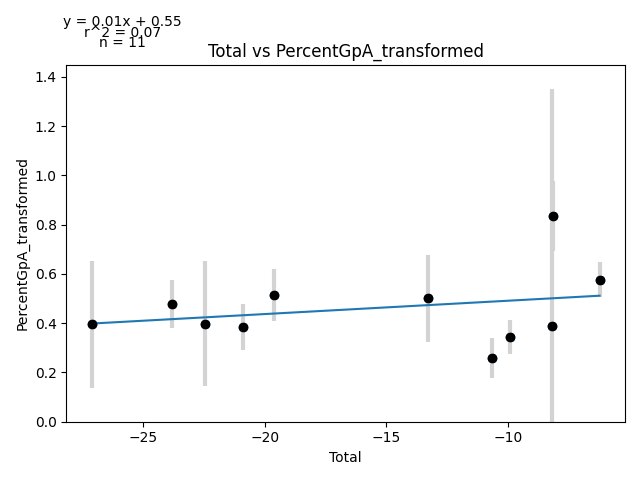 y = 0.01x + 0.55
r^2 = 0.07
n = 11
Total vs PercentGpA_transformed
1.4
1.2
1.0
0.8
0.6
0.4
0.2
0.0
PercentGpA_transformed
−25
−20
−15
−10
Total